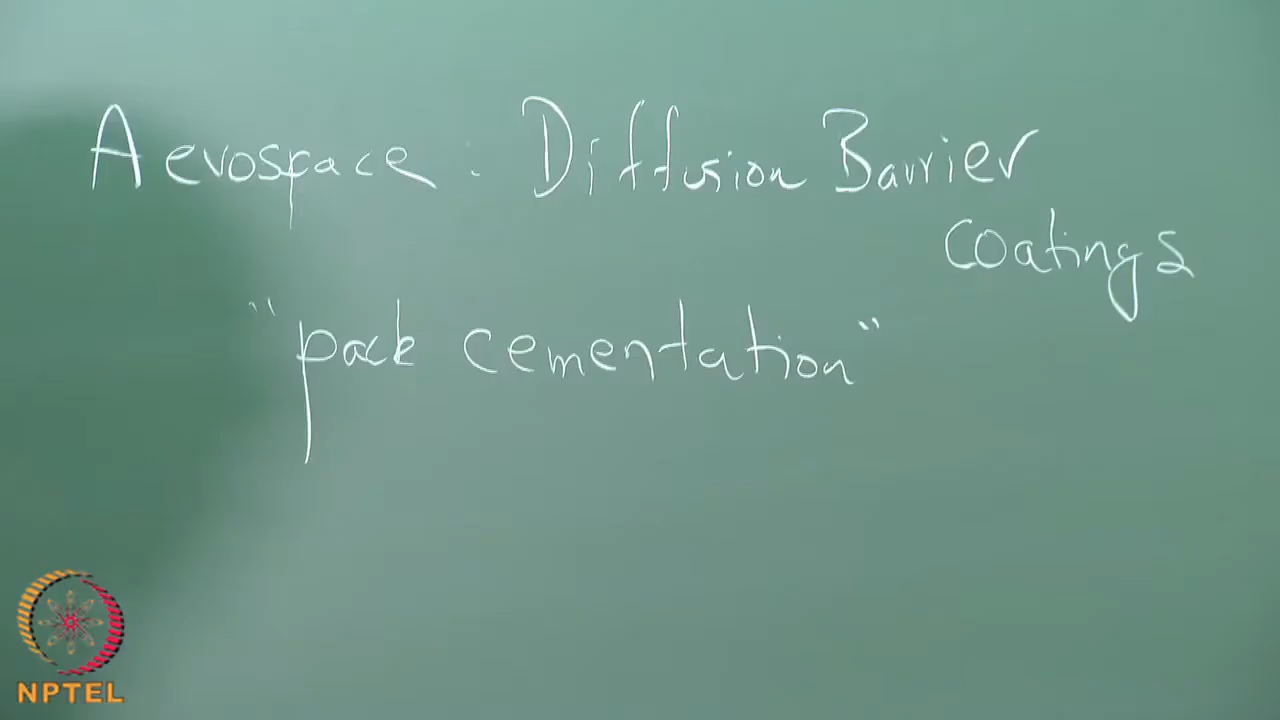 Aerospace : Diffusion Barrier
coatings
"pack cementation"
NPTEL